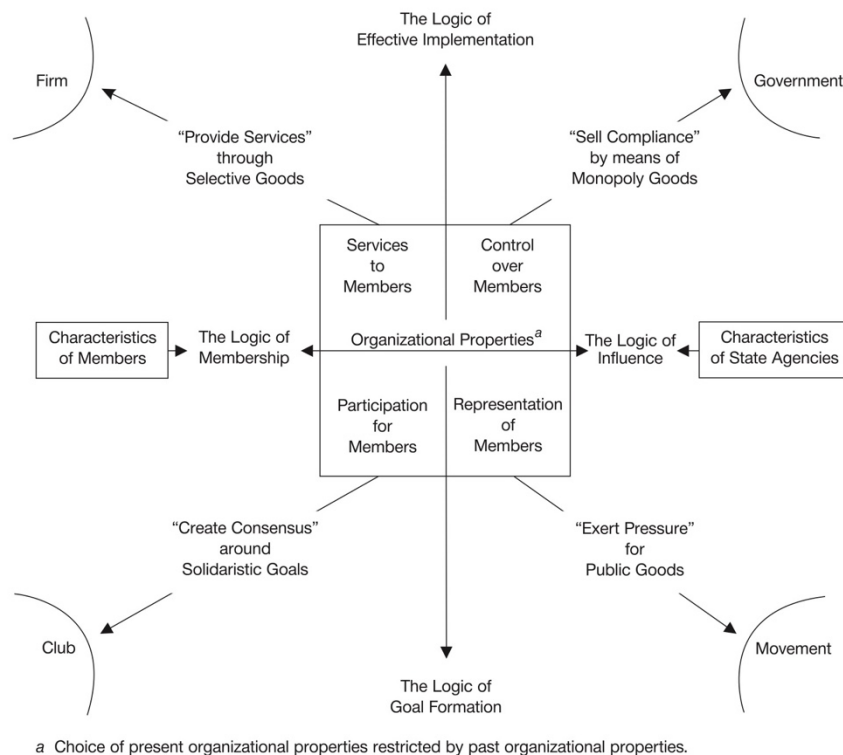 The Logic of
Effective Implementation
Firm
Government
“Provide Services”
through
Selective Goods
“Sell Compliance”
by means of
Monopoly Goods
Services
to
Members
Control
over
Members
Characteristics
of Members
The Logic of
Membership
Organizational Propertiesᵃ
The Logic of
Influence
Characteristics
of State Agencies
Participation
for
Members
Representation
of
Members
“Create Consensus”
around
Solidaristic Goals
“Exert Pressure”
for
Public Goods
Club
Movement
The Logic of
Goal Formation
a Choice of present organizational properties restricted by past organizational properties.